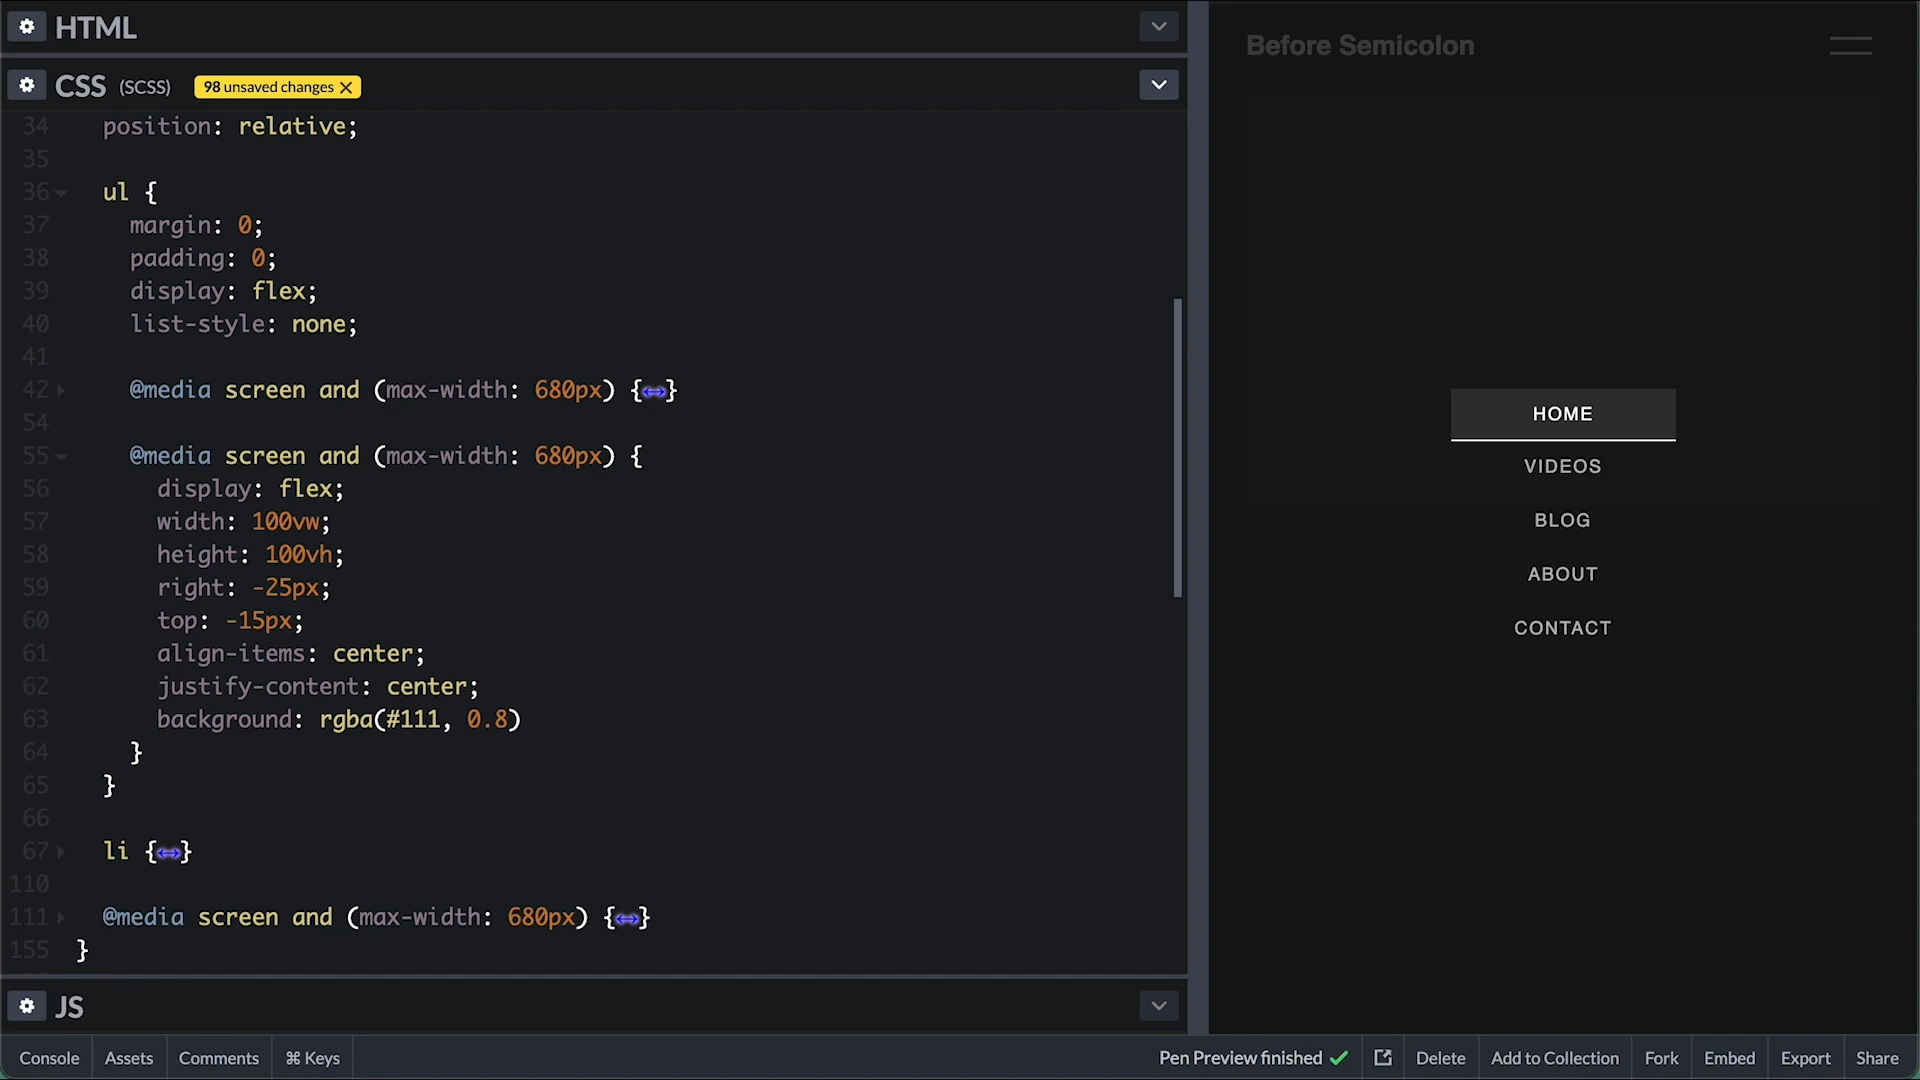 HTML
CSS (SCSS) 98 unsaved changes
34 position: relative;
35
36 ul {
37 margin: 0;
38 padding: 0;
39 display: flex;
40 list-style: none;
41
42 @media screen and (max-width: 680px) {↔}
54
55 @media screen and (max-width: 680px) {
56 display: flex;
57 width: 100vw;
58 height: 100vh;
59 right: -25px;
60 top: -15px;
61 align-items: center;
62 justify-content: center;
63 background: rgba(#111, 0.8)
64 }
65 }
66
67 li {↔}
110
111 @media screen and (max-width: 680px) {↔}
155 }
JS
Before Semicolon
HOME
VIDEOS
BLOG
ABOUT
CONTACT
Console Assets Comments ⌘ Keys Pen Preview finished Delete Add to Collection Fork Embed Export Share